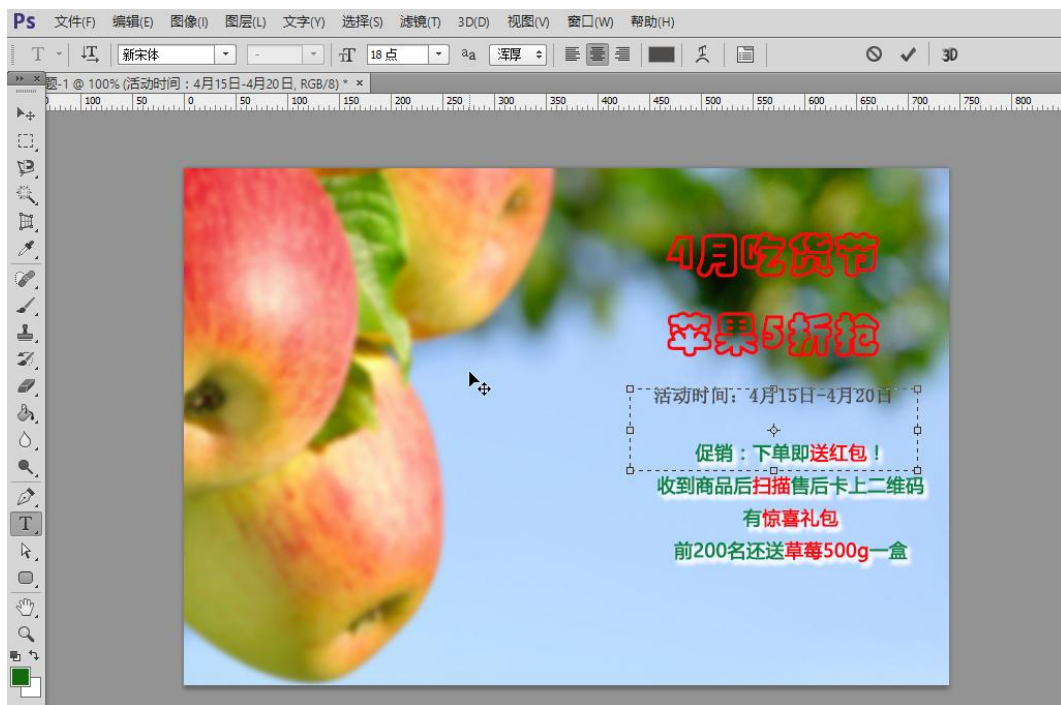 Ps 文件(F) 编辑(E) 图像(I) 图层(L) 文字(Y) 选择(S) 滤镜(T) 3D(D) 视图(V) 窗口(W) 帮助(H)
T 新宋体 - 18 点 aa 浑厚 3D
题-1 @ 100% (活动时间：4月15日-4月20日, RGB/8) * ×
100 50 0 50 100 150 200 250 300 350 400 450 500 550 600 650 700 750 800
4月吃货节
苹果5折抢
活动时间：4月15日-4月20日
促销：下单即送红包！
收到商品后扫描售后卡上二维码
有惊喜礼包
前200名还送草莓500g一盒